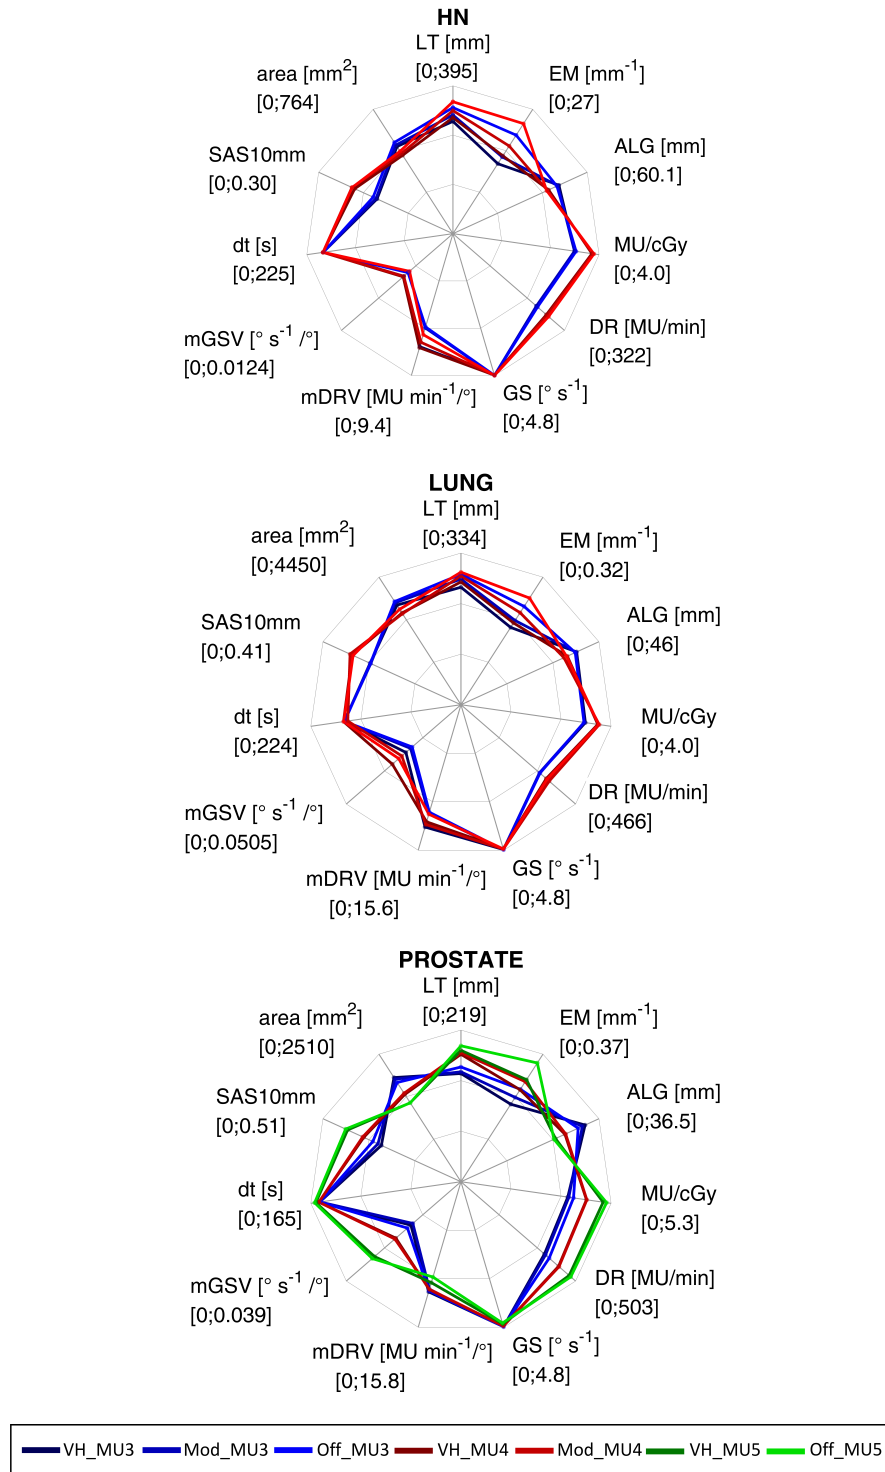 HN
LT [mm]
[0;395]
area [mm2]
[0;764]
EM [mm-1]
[0;27]
SAS10mm
[0;0.30]
ALG [mm]
[0;60.1]
dt [s]
[0;225]
MU/cGy
[0;4.0]
mGSV [° s-1 /°]
[0;0.0124]
DR [MU/min]
[0;322]
mDRV [MU min-1/°]
[0;9.4]
GS [° s-1]
[0;4.8]
LUNG
LT [mm]
[0;334]
area [mm2]
[0;4450]
EM [mm-1]
[0;0.32]
SAS10mm
[0;0.41]
ALG [mm]
[0;46]
dt [s]
[0;224]
MU/cGy
[0;4.0]
mGSV [° s-1 /°]
[0;0.0505]
DR [MU/min]
[0;466]
mDRV [MU min-1/°]
[0;15.6]
GS [° s-1]
[0;4.8]
PROSTATE
LT [mm]
[0;219]
area [mm2]
[0;2510]
EM [mm-1]
[0;0.37]
SAS10mm
[0;0.51]
ALG [mm]
[0;36.5]
dt [s]
[0;165]
MU/cGy
[0;5.3]
mGSV [° s-1 /°]
[0;0.039]
DR [MU/min]
[0;503]
mDRV [MU min-1/°]
[0;15.8]
GS [° s-1]
[0;4.8]
VH_MU3 Mod_MU3 Off_MU3 VH_MU4 Mod_MU4 VH_MU5 Off_MU5